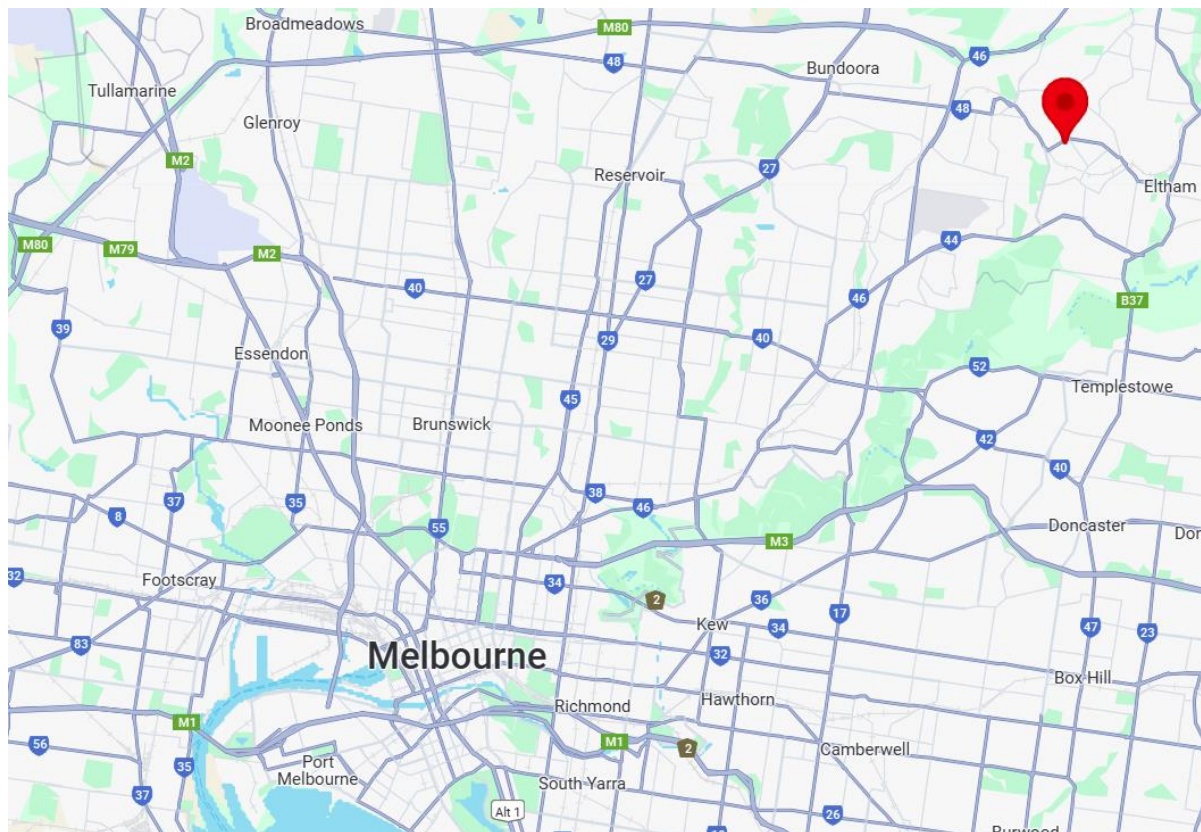 Broadmeadows
M80
46
48
Bundoora
Tullamarine
48
Glenroy
M2
27
Reservoir
Eltham
M80
M79
M2
44
27
40
46
B37
39
29
40
Essendon
52
Templestowe
45
Moonee Ponds
Brunswick
42
40
38
37
35
46
8
55
Doncaster
Don
M3
32
Footscray
34
2
36
17
Kew
34
47
23
83
32
Melbourne
Box Hill
Hawthorn
Richmond
M1
M1
2
56
Camberwell
35
Port
Melbourne
South Yarra
37
Alt 1
26
Burwood